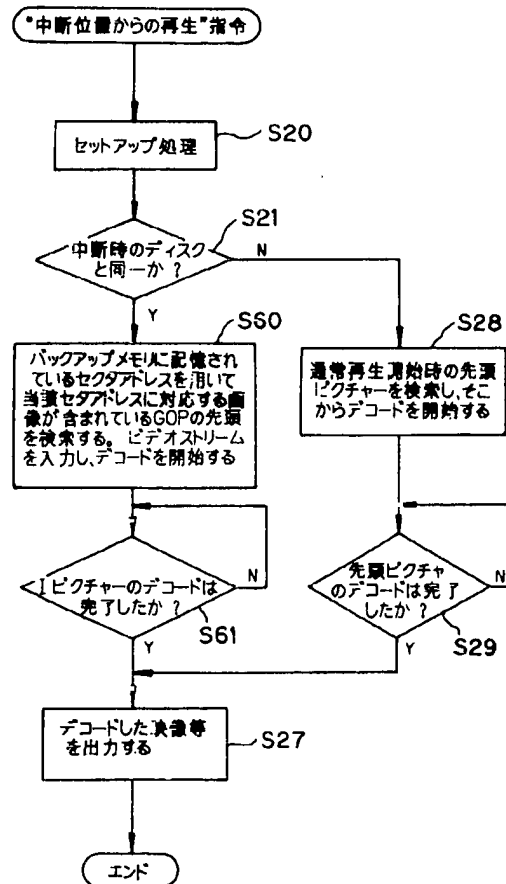 “中断位置からの再生”指令
セットアップ処理
S20
S21
中断時のディスク
と同一か？
N
Y
S60
バックアップメモリに記憶され
ているセクタアドレスを用いて
当該セタアドレスに対応する画
像が含まれているGOPの先頭
を検索する。ビデオストリーム
を入力し、デコードを開始する
S28
通常再生開始時の先頭
ピクチャーを検索し、そこ
からデコードを開始する
Iピクチャーのデコードは
完了したか？
N
S61
Y
先頭ピクチャ
のデコードは完了
したか？
N
S29
Y
デコードした映像等
を出力する
S27
エンド